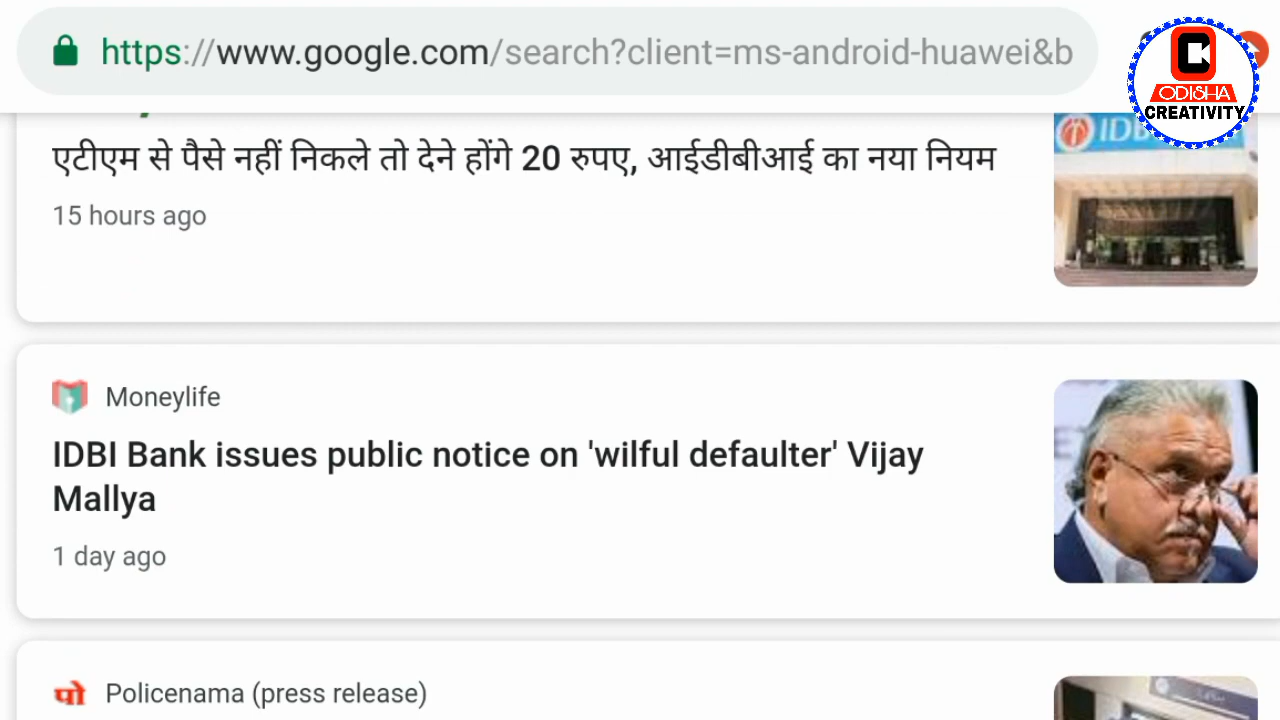 https://www.google.com/search?client=ms-android-huawei&b
ODISHA
CREATIVITY
एटीएम से पैसे नहीं निकले तो देने होंगे 20 रुपए, आईडीबीआई का नया नियम
15 hours ago
IDB
Moneylife
IDBI Bank issues public notice on 'wilful defaulter' Vijay
Mallya
1 day ago
पो
Policenama (press release)